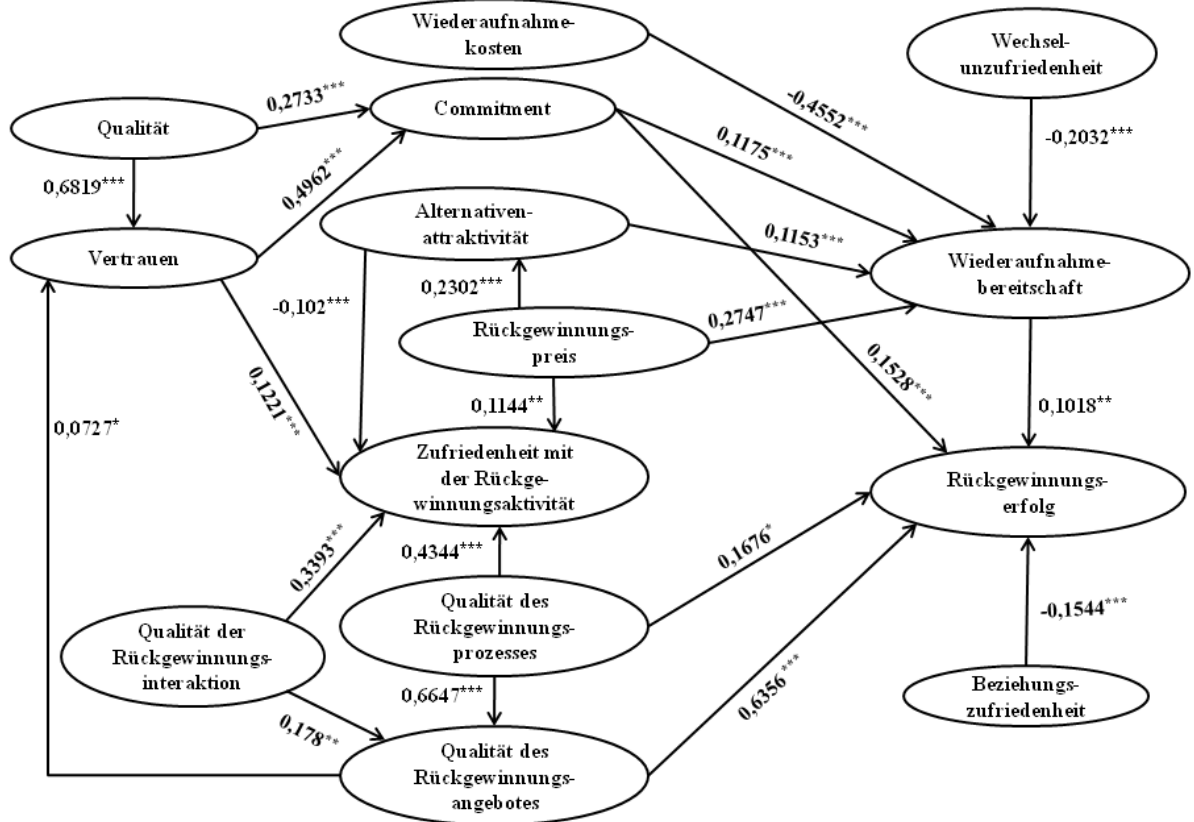 Wiederaufnahme-
kosten
Wechsel-
unzufriedenheit
Qualität
0,2733***
Commitment
-0,4552***
0,1175***
-0,2032***
0,6819***
0,4962***
Alternativen-
attraktivität
0,1153***
Vertrauen
Wiederaufnahme-
bereitschaft
-0,102***
0,2302***
0,2747***
Rückgewinnungs-
preis
0,1221***
0,1144**
0,1528***
0,1018**
0,0727*
Zufriedenheit mit
der Rückge-
winnungsaktivität
Rückgewinnungs-
erfolg
0,3393***
0,4344***
0,1676*
Qualität des
Rückgewinnungs-
prozesses
-0,1544***
Qualität der
Rückgewinnungs-
interaktion
0,6647***
0,6356***
Beziehungs-
zufriedenheit
0,178**
Qualität des
Rückgewinnungs-
angebotes